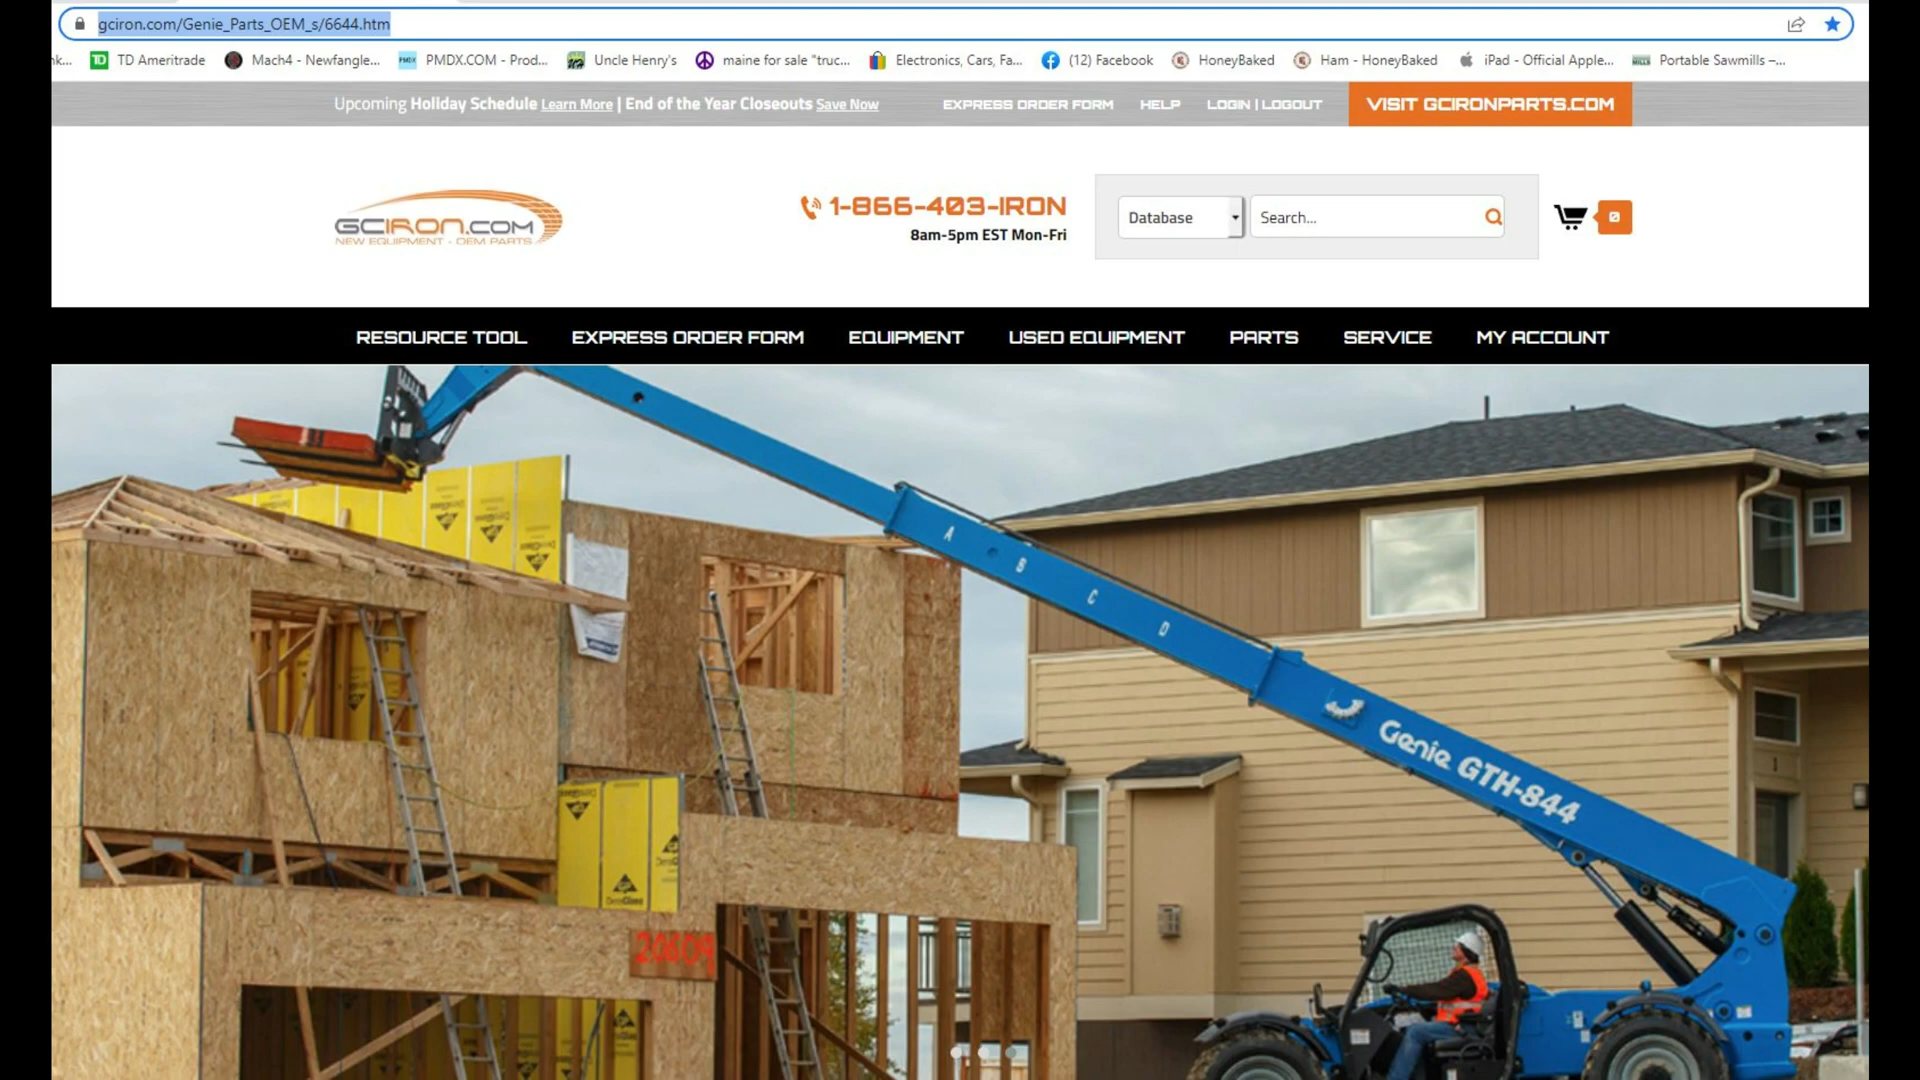 gciron.com/Genie_Parts_OEM_s/6644.htm
nk... TD TD Ameritrade Mach4 - Newfangle... PMDX PMDX.COM - Prod... Uncle Henry's maine for sale "truc... Electronics, Cars, Fa... (12) Facebook HoneyBaked Ham - HoneyBaked iPad - Official Apple... Portable Sawmills –...
Upcoming Holiday Schedule Learn More | End of the Year Closeouts Save Now EXPRESS ORDER FORM HELP LOGIN | LOGOUT VISIT GCIRONPARTS.COM
GCIRON.COM
NEW EQUIPMENT - OEM PARTS
1-866-403-IRON
8am-5pm EST Mon-Fri
Database Search... 0
RESOURCE TOOL EXPRESS ORDER FORM EQUIPMENT USED EQUIPMENT PARTS SERVICE MY ACCOUNT
A B C D
Genie GTH-844
20609